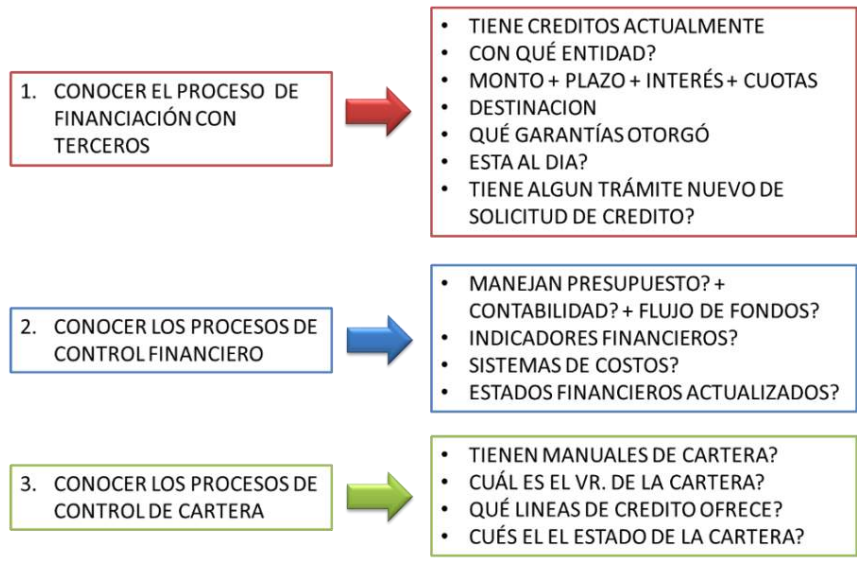 1. CONOCER EL PROCESO DE
FINANCIACIÓN CON
TERCEROS
• TIENE CREDITOS ACTUALMENTE
• CON QUÉ ENTIDAD?
• MONTO + PLAZO + INTERÉS + CUOTAS
• DESTINACION
• QUÉ GARANTÍAS OTORGÓ
• ESTA AL DIA?
• TIENE ALGUN TRÁMITE NUEVO DE
SOLICITUD DE CREDITO?
2. CONOCER LOS PROCESOS DE
CONTROL FINANCIERO
• MANEJAN PRESUPUESTO? +
CONTABILIDAD? + FLUJO DE FONDOS?
• INDICADORES FINANCIEROS?
• SISTEMAS DE COSTOS?
• ESTADOS FINANCIEROS ACTUALIZADOS?
3. CONOCER LOS PROCESOS DE
CONTROL DE CARTERA
• TIENEN MANUALES DE CARTERA?
• CUÁL ES EL VR. DE LA CARTERA?
• QUÉ LINEAS DE CREDITO OFRECE?
• CUÉS EL EL ESTADO DE LA CARTERA?